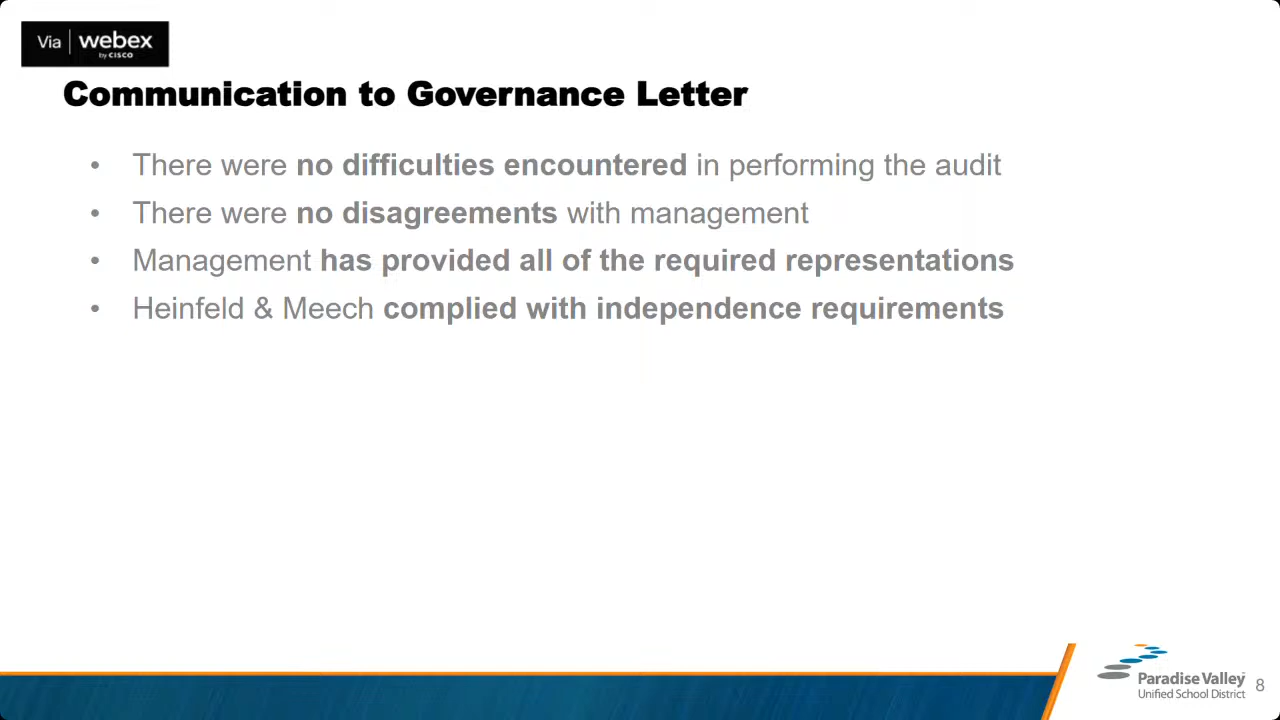 Via webex
by CISCO
Communication to Governance Letter
• There were no difficulties encountered in performing the audit
• There were no disagreements with management
• Management has provided all of the required representations
• Heinfeld & Meech complied with independence requirements
Paradise Valley
Unified School District
8